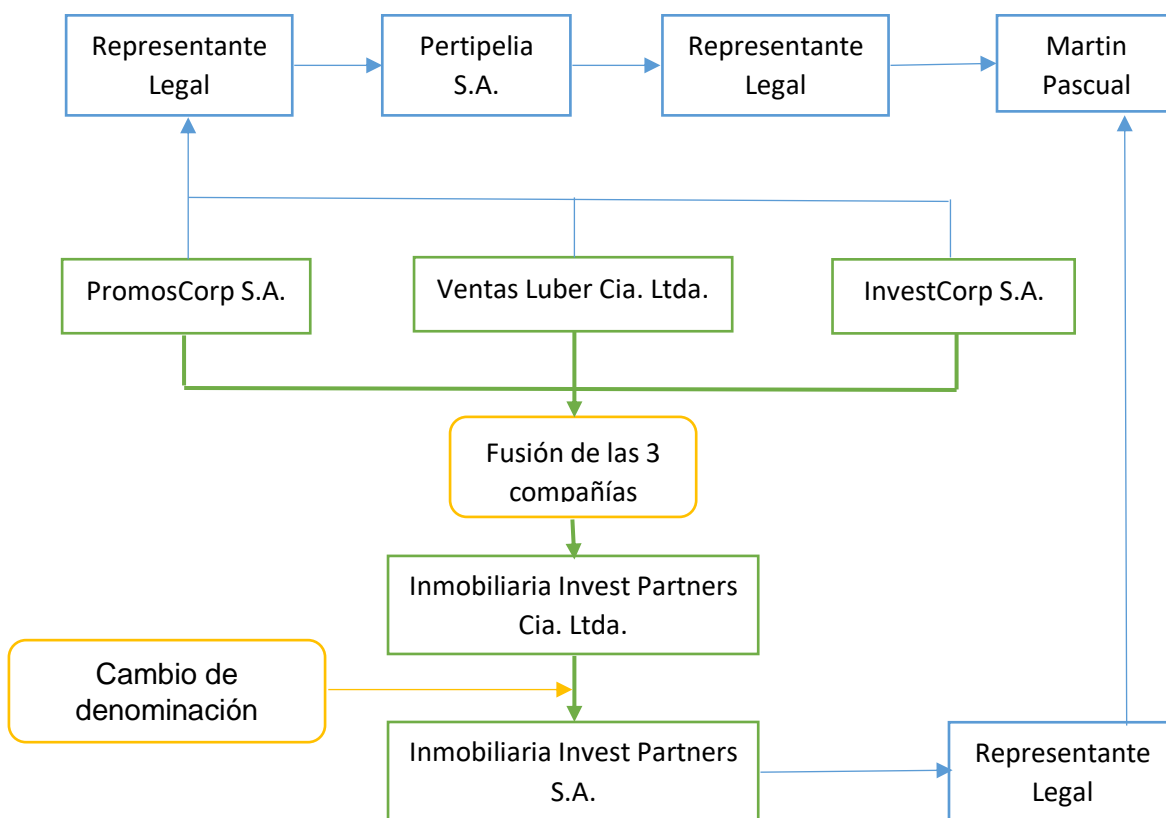 Representante
Legal
Pertipelia
S.A.
Representante
Legal
Martin
Pascual
PromosCorp S.A.
Ventas Luber Cia. Ltda.
InvestCorp S.A.
Fusión de las 3
compañías
Inmobiliaria Invest Partners
Cia. Ltda.
Cambio de
denominación
Inmobiliaria Invest Partners
S.A.
Representante
Legal